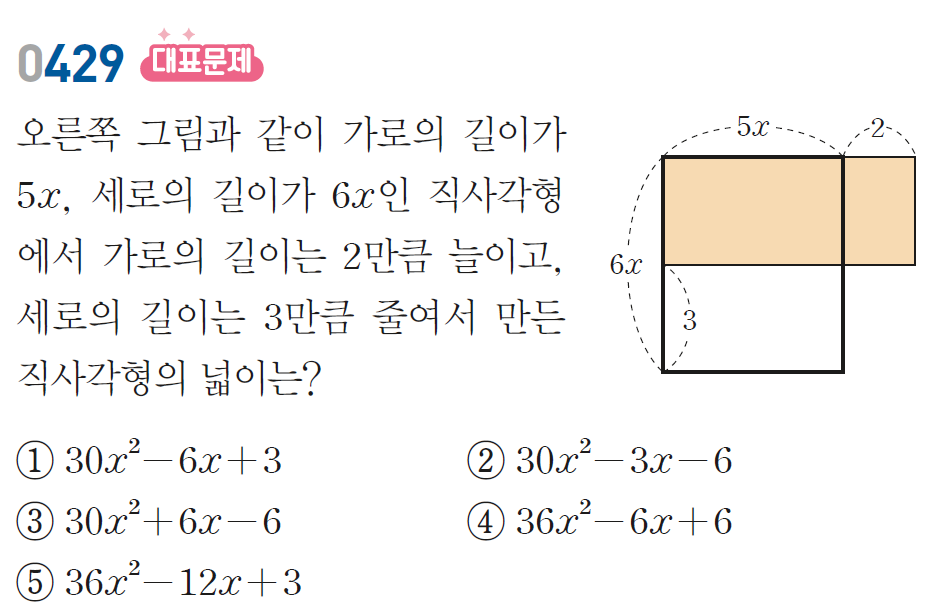 0429 대표문제
오른쪽 그림과 같이 가로의 길이가
5x, 세로의 길이가 6x인 직사각형
에서 가로의 길이는 2만큼 늘이고,
세로의 길이는 3만큼 줄여서 만든
직사각형의 넓이는?
5x
2
6x
3
① 30x²−6x+3
② 30x²−3x−6
③ 30x²+6x−6
④ 36x²−6x+6
⑤ 36x²−12x+3